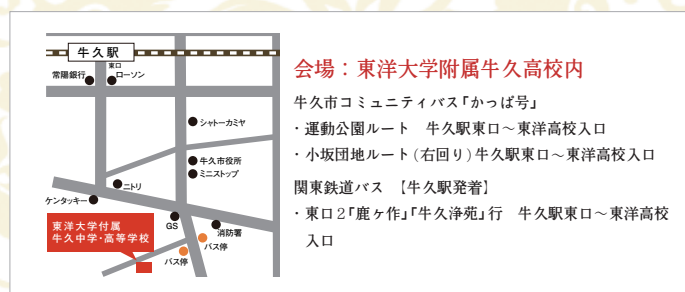 牛久駅
東口
常陽銀行
ローソン
シャトーカミヤ
牛久市役所
ミニストップ
ニトリ
ケンタッキー
GS
消防署
バス停
バス停
東洋大学付属
牛久中学・高等学校
会場：東洋大学附属牛久高校内
牛久市コミュニティバス「かっぱ号」
・運動公園ルート　牛久駅東口～東洋高校入口
・小坂団地ルート（右回り）牛久駅東口～東洋高校入口
関東鉄道バス　【牛久駅発着】
・東口2「鹿ヶ作」「牛久浄苑」行　牛久駅東口～東洋高校
入口